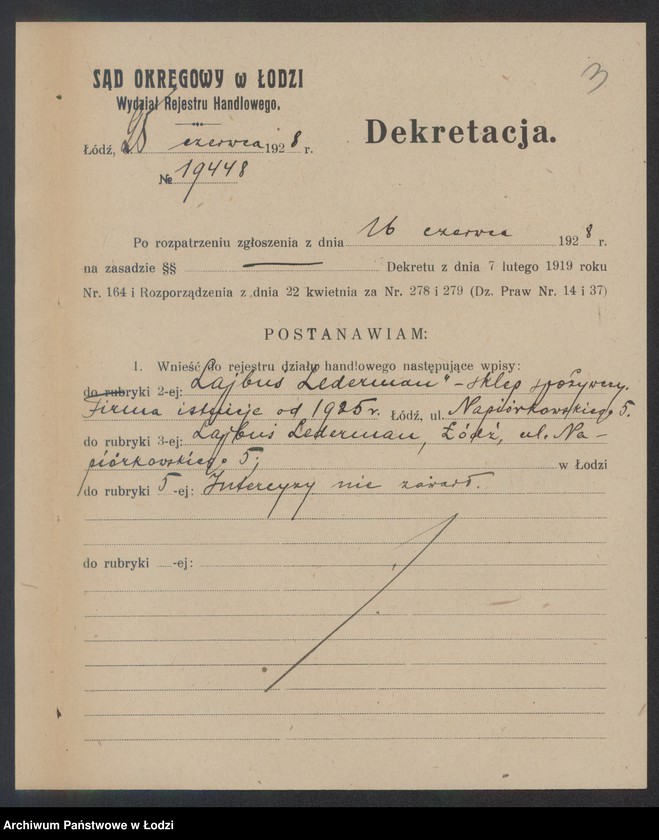 3
SĄD OKRĘGOWY w ŁODZI
Wydział Rejestru Handlowego.
Dekretacja.
Łódź, d. 28 czerwca 1928 r.
№ 19448
Po rozpatrzeniu zgłoszenia z dnia 16 czerwca 1928 r.
na zasadzie §§ — Dekretu z dnia 7 lutego 1919 roku
Nr. 164 i Rozporządzenia z dnia 22 kwietnia za Nr. 278 i 279 (Dz. Praw Nr. 14 i 37)
POSTANAWIAM:
1. Wnieść do rejestru działu handlowego następujące wpisy:
do rubryki 2-ej: „Lajbuś Lederman" – sklep spożywczy.
Firma istnieje od 1925 r. Łódź, ul. Napiórkowskiego 5.
do rubryki 3-ej: Lajbuś Lederman, Łódź, ul. Na-
piórkowskiego 5; w Łodzi
do rubryki 5-ej: Intercyzy nie zawarł.
do rubryki -ej:
Archiwum Państwowe w Łodzi